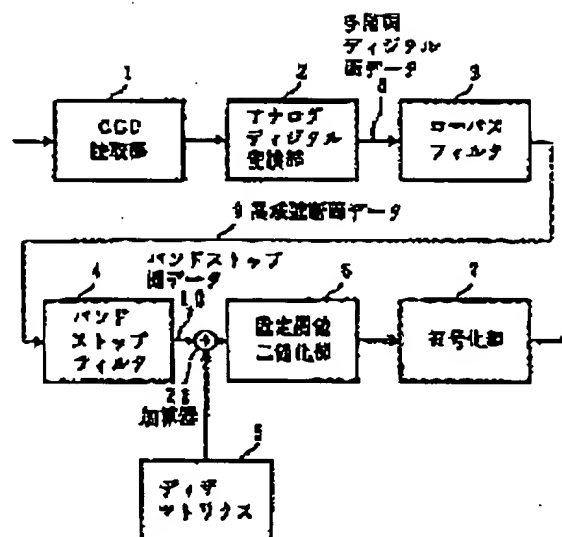 多階調
ディジタル
画データ
8
1
2
3
CCD
読取部
アナログ
ディジタル
変換部
ローパス
フィルタ
9 高域遮断画データ
バンドストップ
画データ
10
4
6
7
バンド
ストップ
フィルタ
+
固定閾値
二値化部
符号化部
加算器
5
ディザ
マトリクス